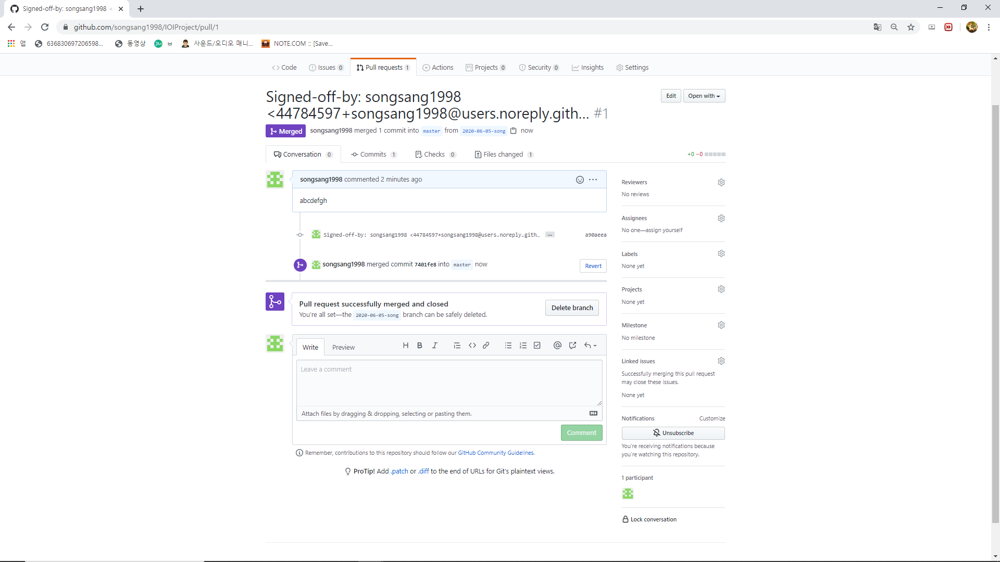 Signed-off-by: songsang1998 <
github.com/songsang1998/IOIProject/pull/1
앱 636830697206598... 동영상 ㅂ 사운드/오디오 매니... NOTE.COM :: [Save...
Code Issues 0 Pull requests 1 Actions Projects 0 Security 0 Insights Settings
Signed-off-by: songsang1998
<44784597+songsang1998@users.noreply.gith... #1
Edit Open with
Merged songsang1998 merged 1 commit into master from 2020-06-05-song now
Conversation 0 Commits 1 Checks 0 Files changed 1 +0 −0
songsang1998 commented 2 minutes ago
abcdefgh
Signed-off-by: songsang1998 <44784597+songsang1998@users.noreply.gith… ... a90aeea
songsang1998 merged commit 7401fe8 into master now
Revert
Pull request successfully merged and closed
You're all set—the 2020-06-05-song branch can be safely deleted.
Delete branch
Write Preview
Leave a comment
Attach files by dragging & dropping, selecting or pasting them.
Comment
Remember, contributions to this repository should follow our GitHub Community Guidelines.
ProTip! Add .patch or .diff to the end of URLs for Git's plaintext views.
Reviewers
No reviews
Assignees
No one—assign yourself
Labels
None yet
Projects
None yet
Milestone
No milestone
Linked issues
Successfully merging this pull request
may close these issues.
None yet
Notifications Customize
Unsubscribe
You're receiving notifications because
you're watching this repository.
1 participant
Lock conversation